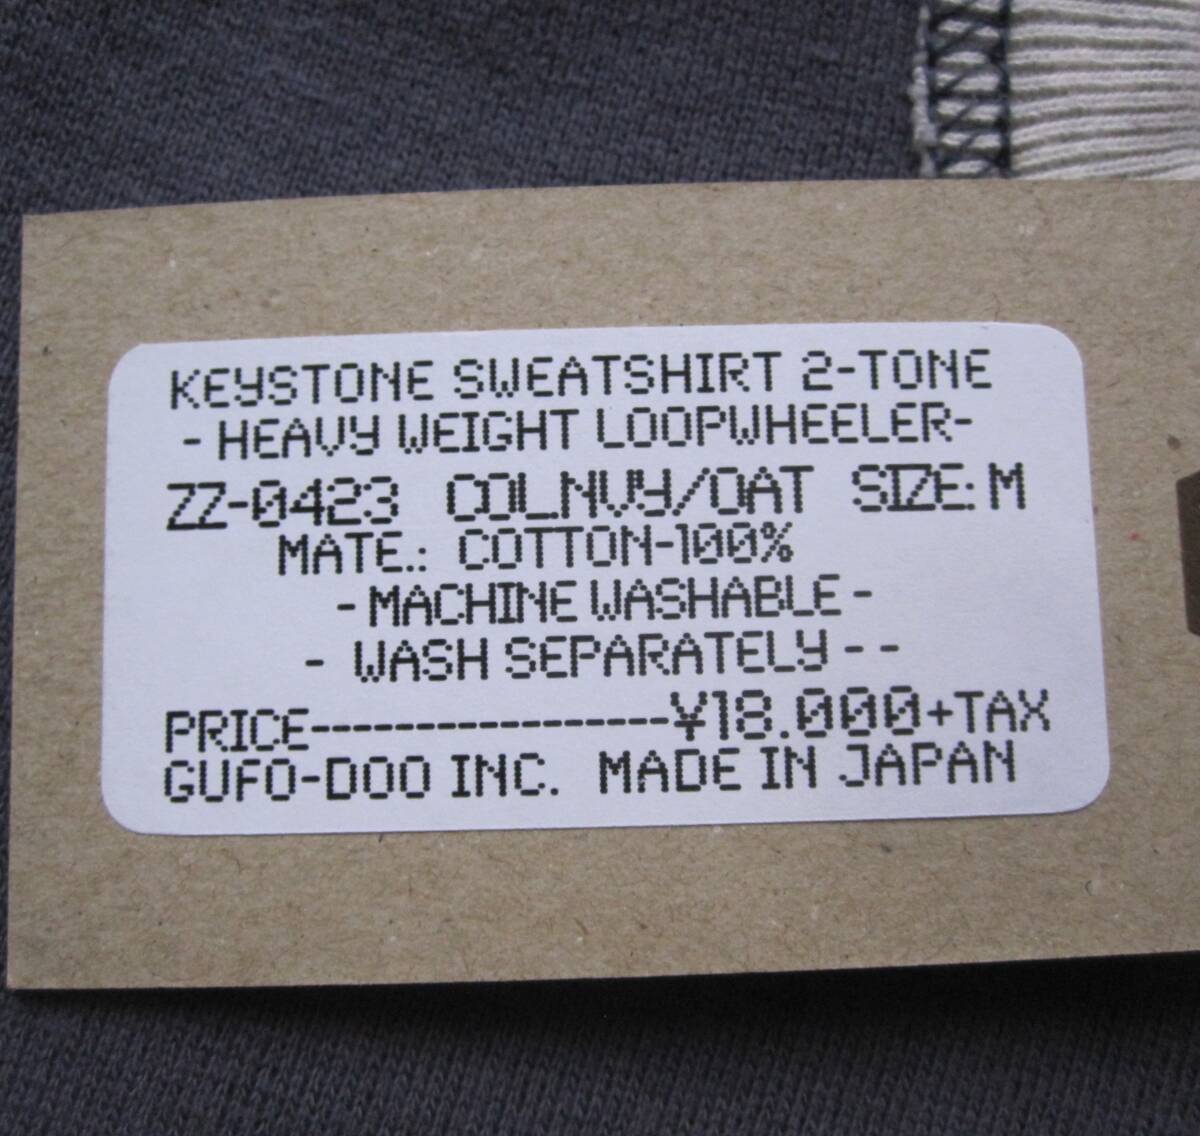 KEYSTONE SWEATSHIRT 2-TONE
- HEAVY WEIGHT LOOPWHEELER-
ZZ-0423 COL.NVY/OAT SIZE: M
MATE.: COTTON-100%
- MACHINE WASHABLE -
- WASH SEPARATELY - -
PRICE-----------------¥18.000+TAX
GUFO-DOO INC. MADE IN JAPAN